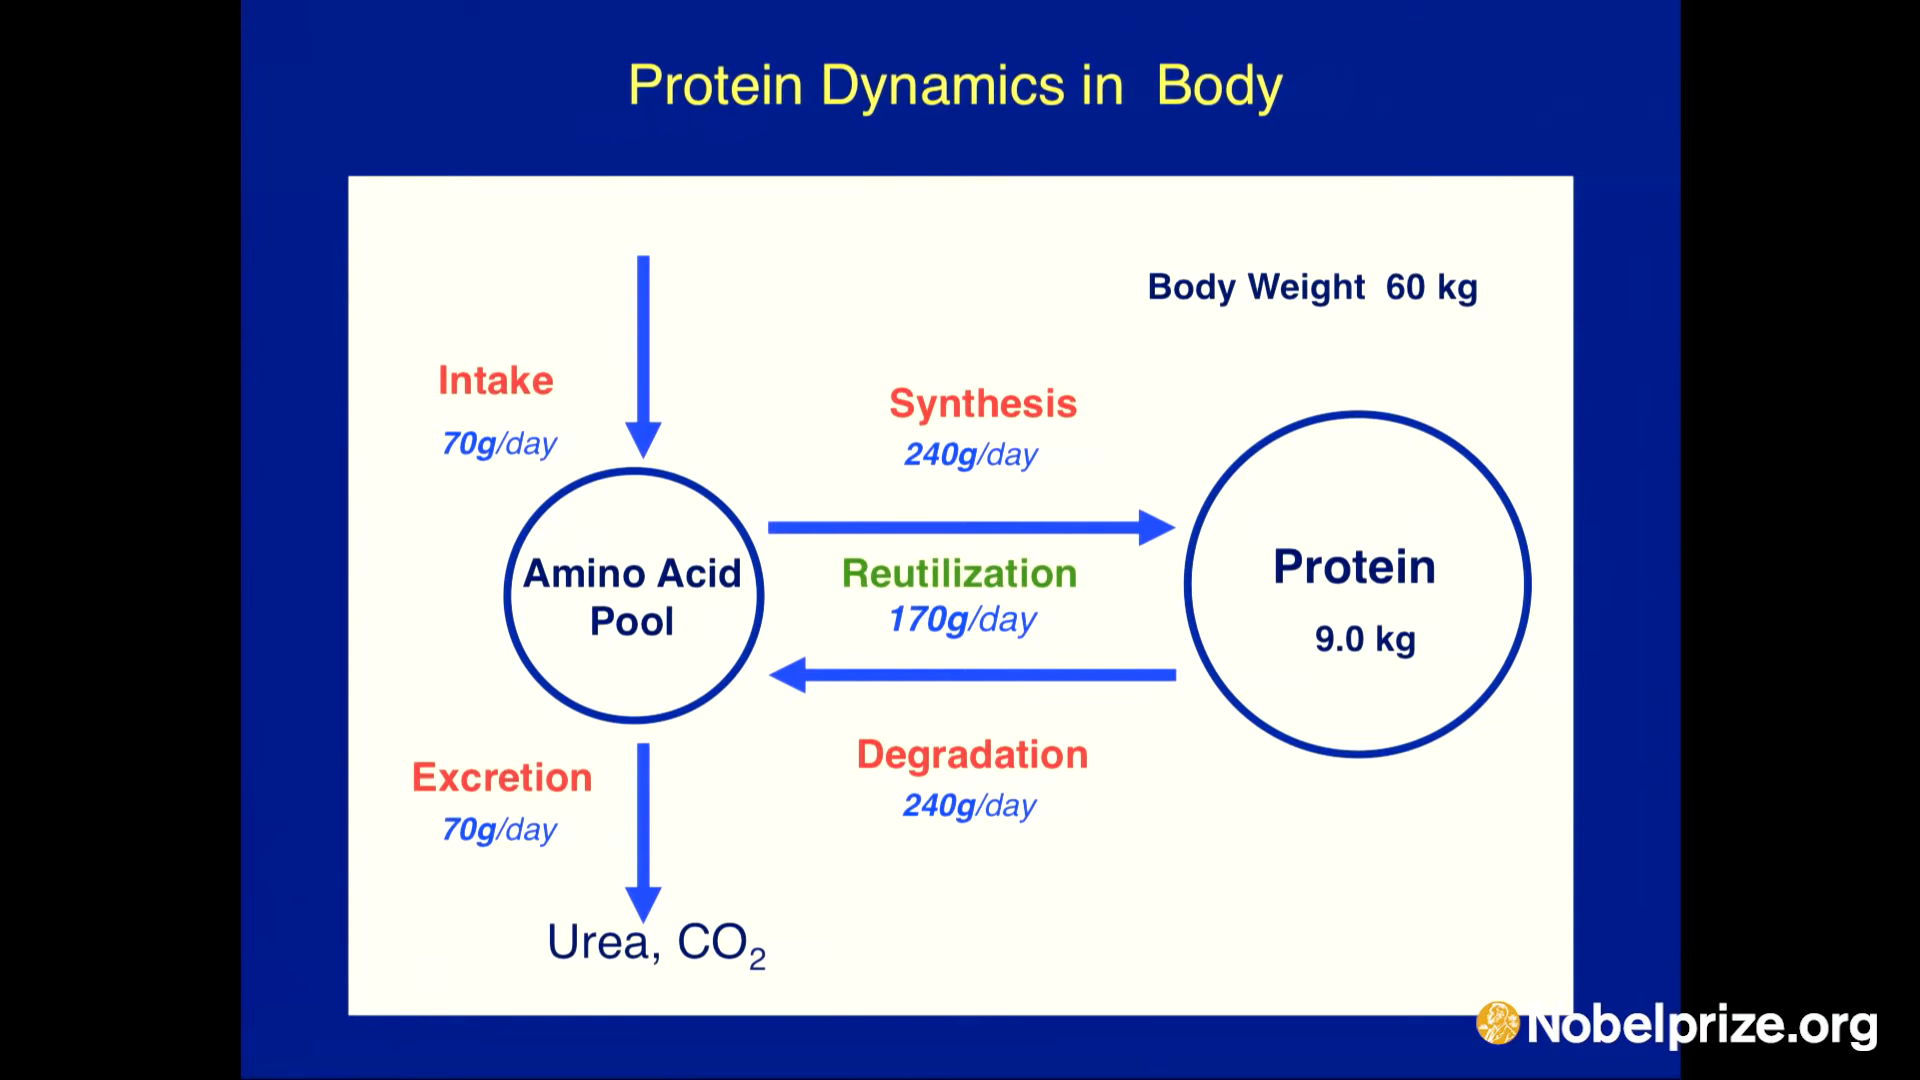 Protein Dynamics in Body
Body Weight 60 kg
Intake
70g/day
Synthesis
240g/day
Amino Acid
Pool
Reutilization
170g/day
Protein
9.0 kg
Degradation
240g/day
Excretion
70g/day
Urea, CO₂
Nobelprize.org